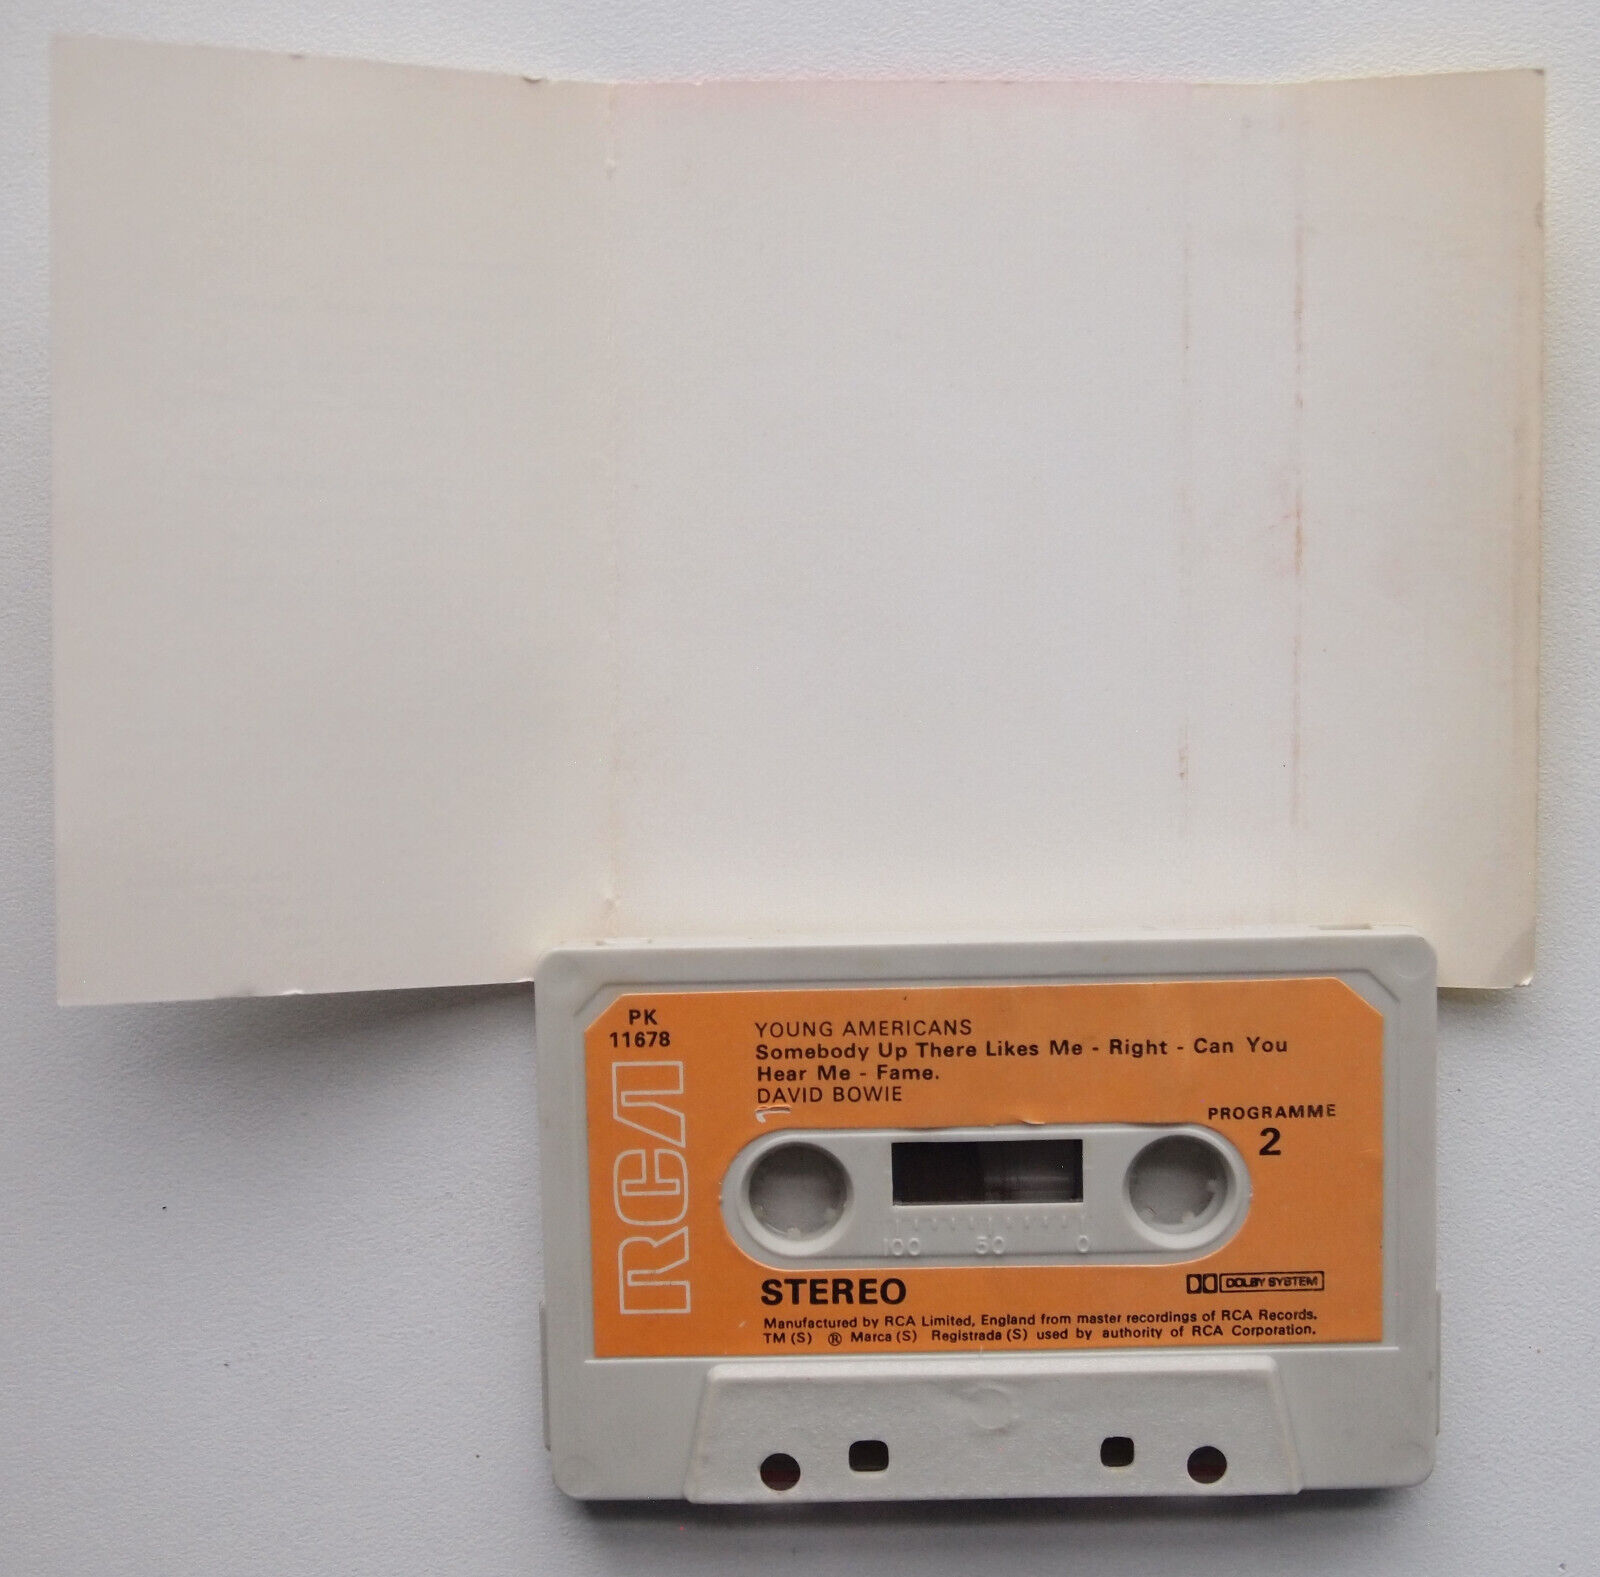 PK
11678
RCA
YOUNG AMERICANS
Somebody Up There Likes Me - Right - Can You
Hear Me - Fame.
DAVID BOWIE
PROGRAMME
2
100 50 0
STEREO
DOLBY SYSTEM
Manufactured by RCA Limited, England from master recordings of RCA Records.
TM (S) ® Marca (S) Registrada (S) used by authority of RCA Corporation.